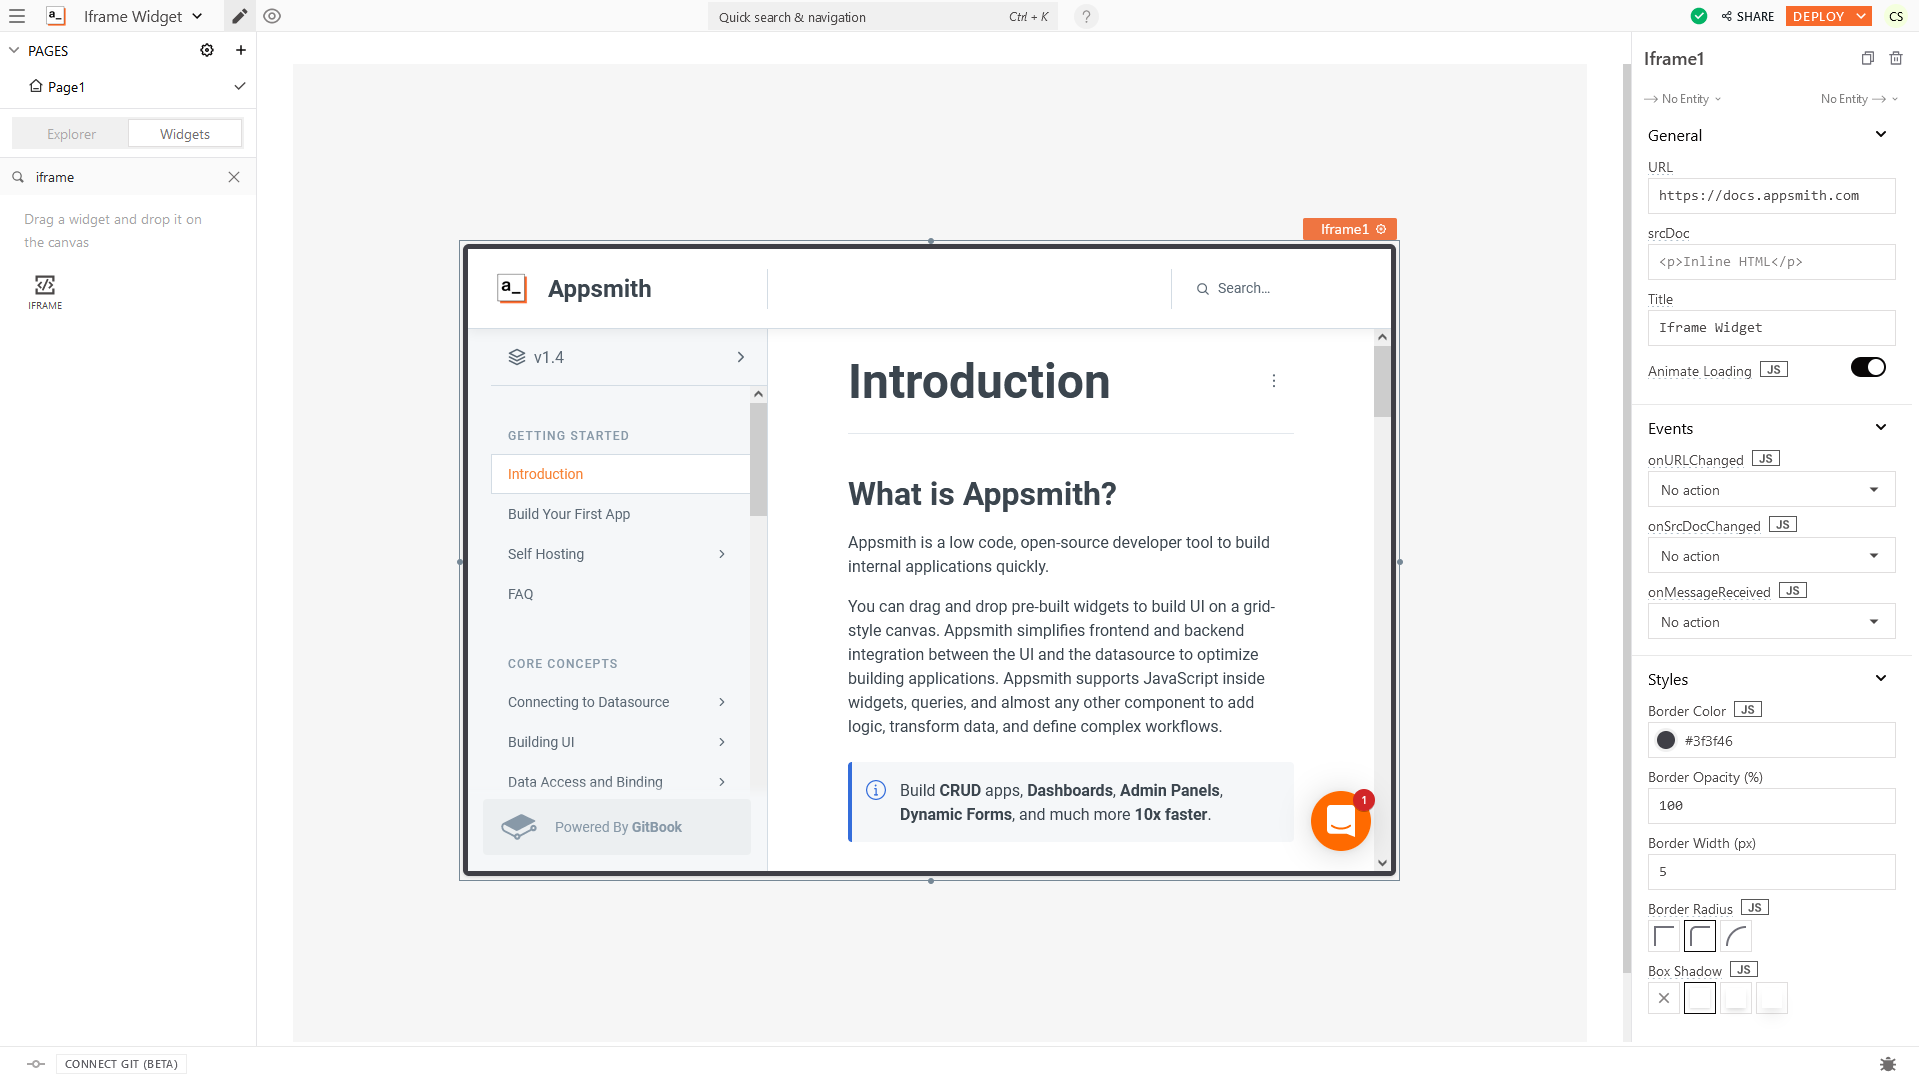 a_
Iframe Widget
Quick search & navigation
Ctrl + K
?
SHARE
DEPLOY
CS
PAGES
Page1
Explorer
Widgets
iframe
Drag a widget and drop it on
the canvas
IFRAME
Iframe1
a_
Appsmith
Search...
v1.4
GETTING STARTED
Introduction
Build Your First App
Self Hosting
FAQ
CORE CONCEPTS
Connecting to Datasource
Building UI
Data Access and Binding
Powered By GitBook
Introduction
What is Appsmith?
Appsmith is a low code, open-source developer tool to build
internal applications quickly.
You can drag and drop pre-built widgets to build UI on a grid-
style canvas. Appsmith simplifies frontend and backend
integration between the UI and the datasource to optimize
building applications. Appsmith supports JavaScript inside
widgets, queries, and almost any other component to add
logic, transform data, and define complex workflows.
Build CRUD apps, Dashboards, Admin Panels,
Dynamic Forms, and much more 10x faster.
1
Iframe1
No Entity
No Entity
General
URL
https://docs.appsmith.com
srcDoc
<p>Inline HTML</p>
Title
Iframe Widget
Animate Loading JS
Events
onURLChanged JS
No action
onSrcDocChanged JS
No action
onMessageReceived JS
No action
Styles
Border Color JS
#3f3f46
Border Opacity (%)
100
Border Width (px)
5
Border Radius JS
Box Shadow JS
CONNECT GIT (BETA)